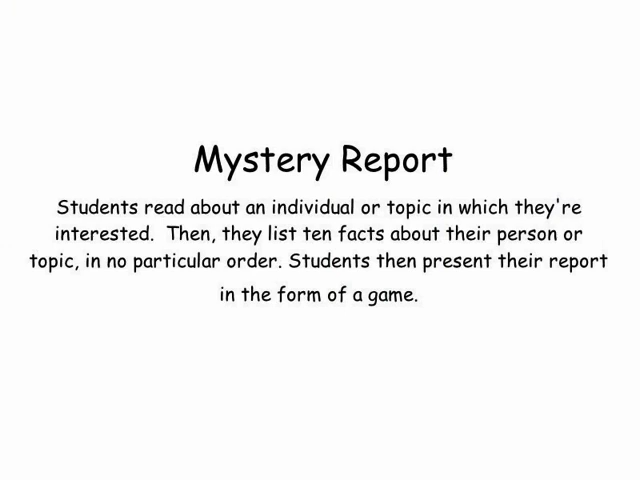 Mystery Report
Students read about an individual or topic in which they're
interested.  Then, they list ten facts about their person or
topic, in no particular order. Students then present their report
in the form of a game.